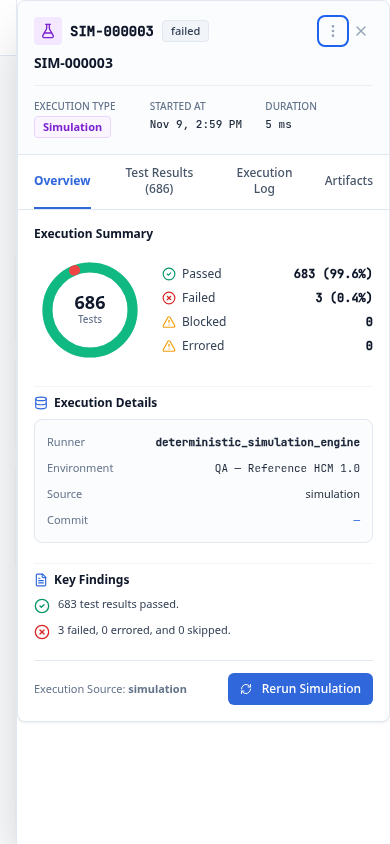 SIM-000003 failed
SIM-000003
EXECUTION TYPE STARTED AT DURATION
Simulation Nov 9, 2:59 PM 5 ms
Overview Test Results (686) Execution Log Artifacts
Execution Summary
686
Tests
Passed 683 (99.6%)
Failed 3 (0.4%)
Blocked 0
Errored 0
Execution Details
Runner deterministic_simulation_engine
Environment QA — Reference HCM 1.0
Source simulation
Commit —
Key Findings
683 test results passed.
3 failed, 0 errored, and 0 skipped.
Execution Source: simulation Rerun Simulation